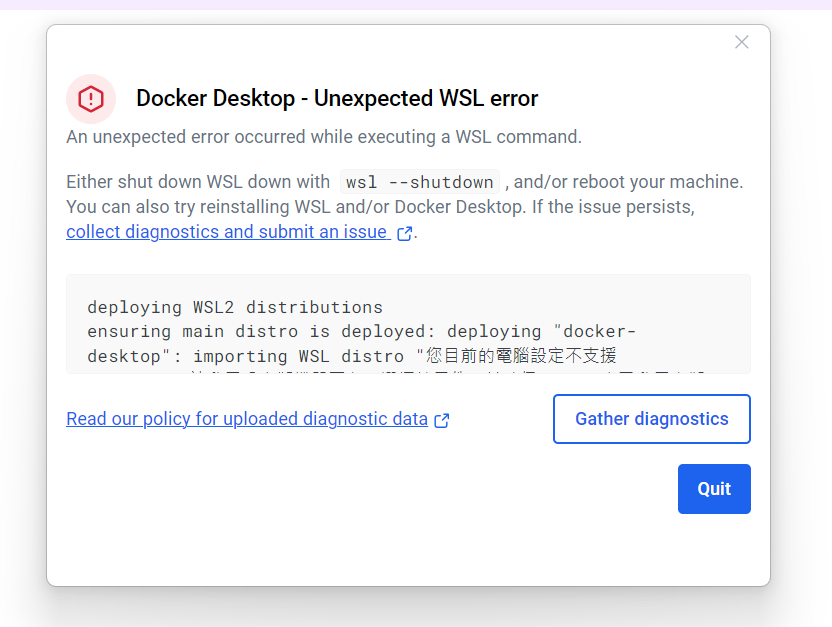 Docker Desktop - Unexpected WSL error
An unexpected error occurred while executing a WSL command.
Either shut down WSL down with wsl --shutdown , and/or reboot your machine.
You can also try reinstalling WSL and/or Docker Desktop. If the issue persists,
collect diagnostics and submit an issue .
deploying WSL2 distributions
ensuring main distro is deployed: deploying "docker-
desktop": importing WSL distro "您目前的電腦設定不支援
Read our policy for uploaded diagnostic data
Gather diagnostics
Quit